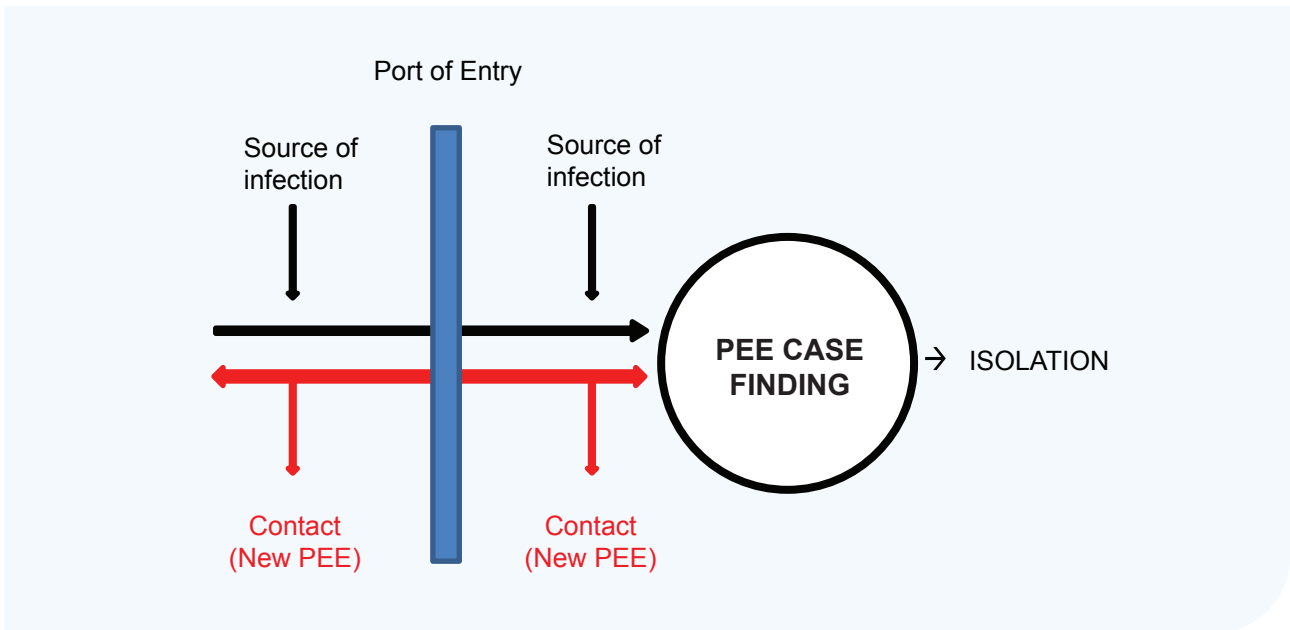 Port of Entry
Source of
infection
Source of
infection
PEE CASE
FINDING
→ ISOLATION
Contact
(New PEE)
Contact
(New PEE)